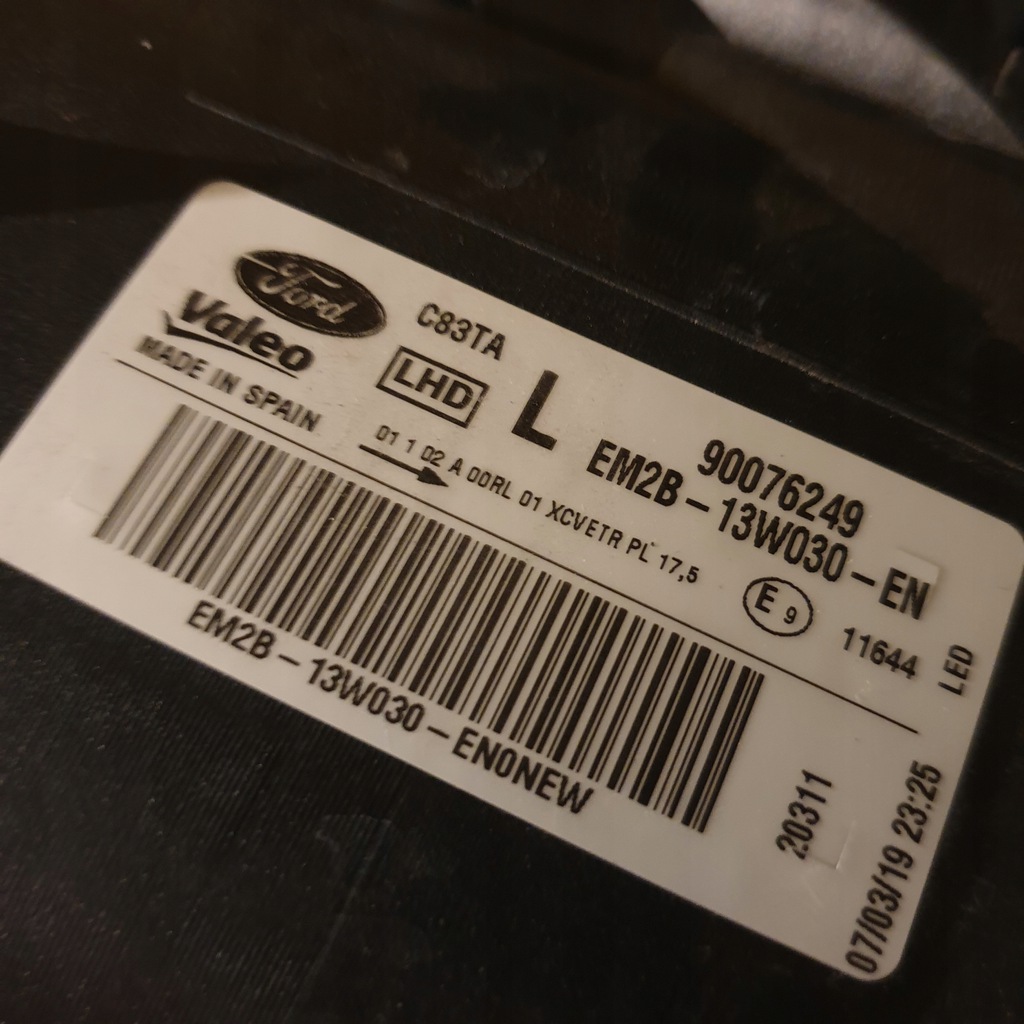 Ford
C83TA
Valeo
LHD
L
90076249
MADE IN SPAIN
EM2B-13W030-EN
01 1 02 A 00RL 01 XCVETR PL 17,5
E 9
11644
LED
EM2B-13W030-EN0NEW
20311
07/03/19 23:25